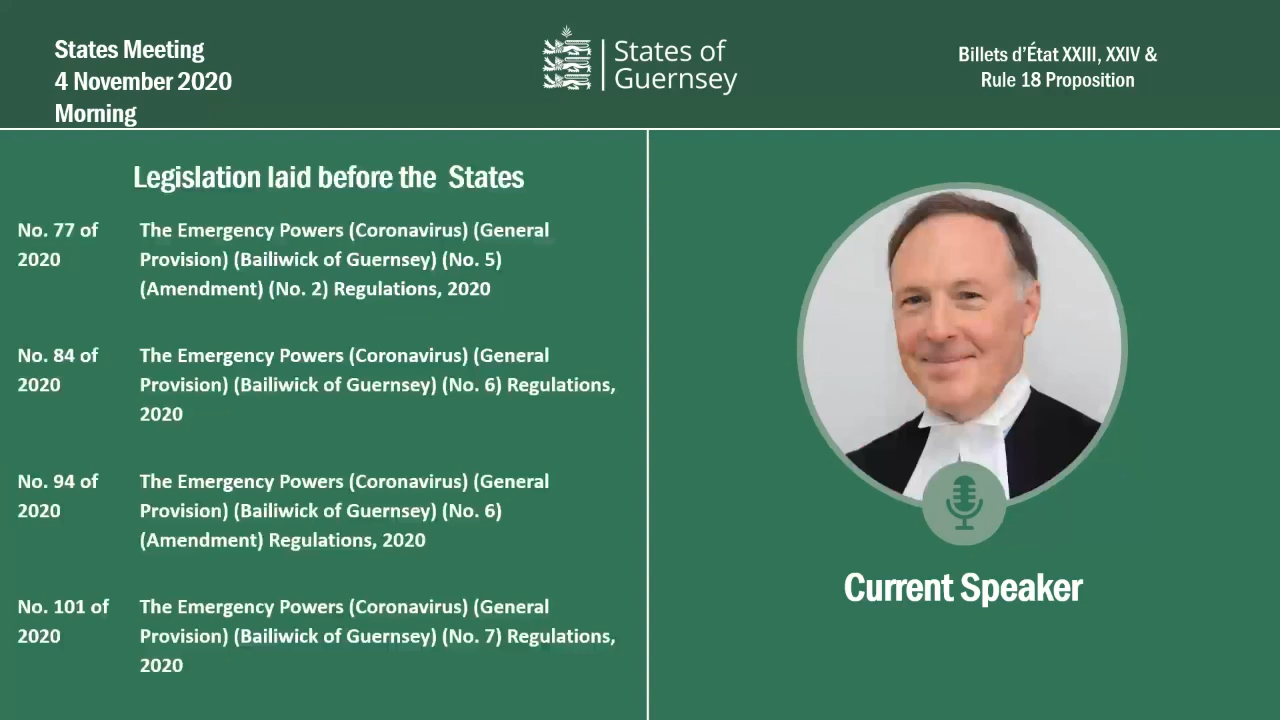 States Meeting
4 November 2020
Morning
States of
Guernsey
Billets d'État XXIII, XXIV &
Rule 18 Proposition
Legislation laid before the States
No. 77 of
2020
The Emergency Powers (Coronavirus) (General
Provision) (Bailiwick of Guernsey) (No. 5)
(Amendment) (No. 2) Regulations, 2020
No. 84 of
2020
The Emergency Powers (Coronavirus) (General
Provision) (Bailiwick of Guernsey) (No. 6) Regulations,
2020
No. 94 of
2020
The Emergency Powers (Coronavirus) (General
Provision) (Bailiwick of Guernsey) (No. 6)
(Amendment) Regulations, 2020
No. 101 of
2020
The Emergency Powers (Coronavirus) (General
Provision) (Bailiwick of Guernsey) (No. 7) Regulations,
2020
Current Speaker